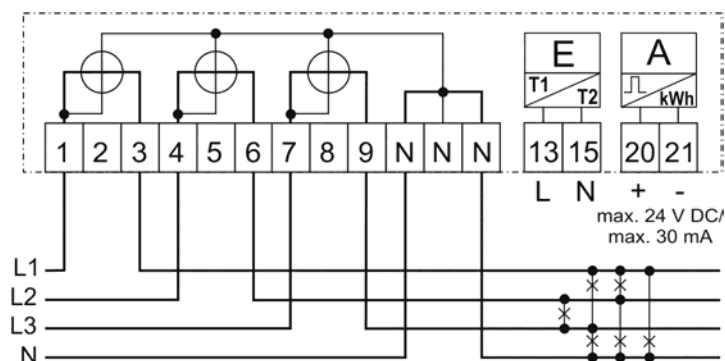 E A
T1 T2 kWh
1 2 3 4 5 6 7 8 9 N N N 13 15 20 21
L N + -
max. 24 V DC/
max. 30 mA
L1
L2
L3
N